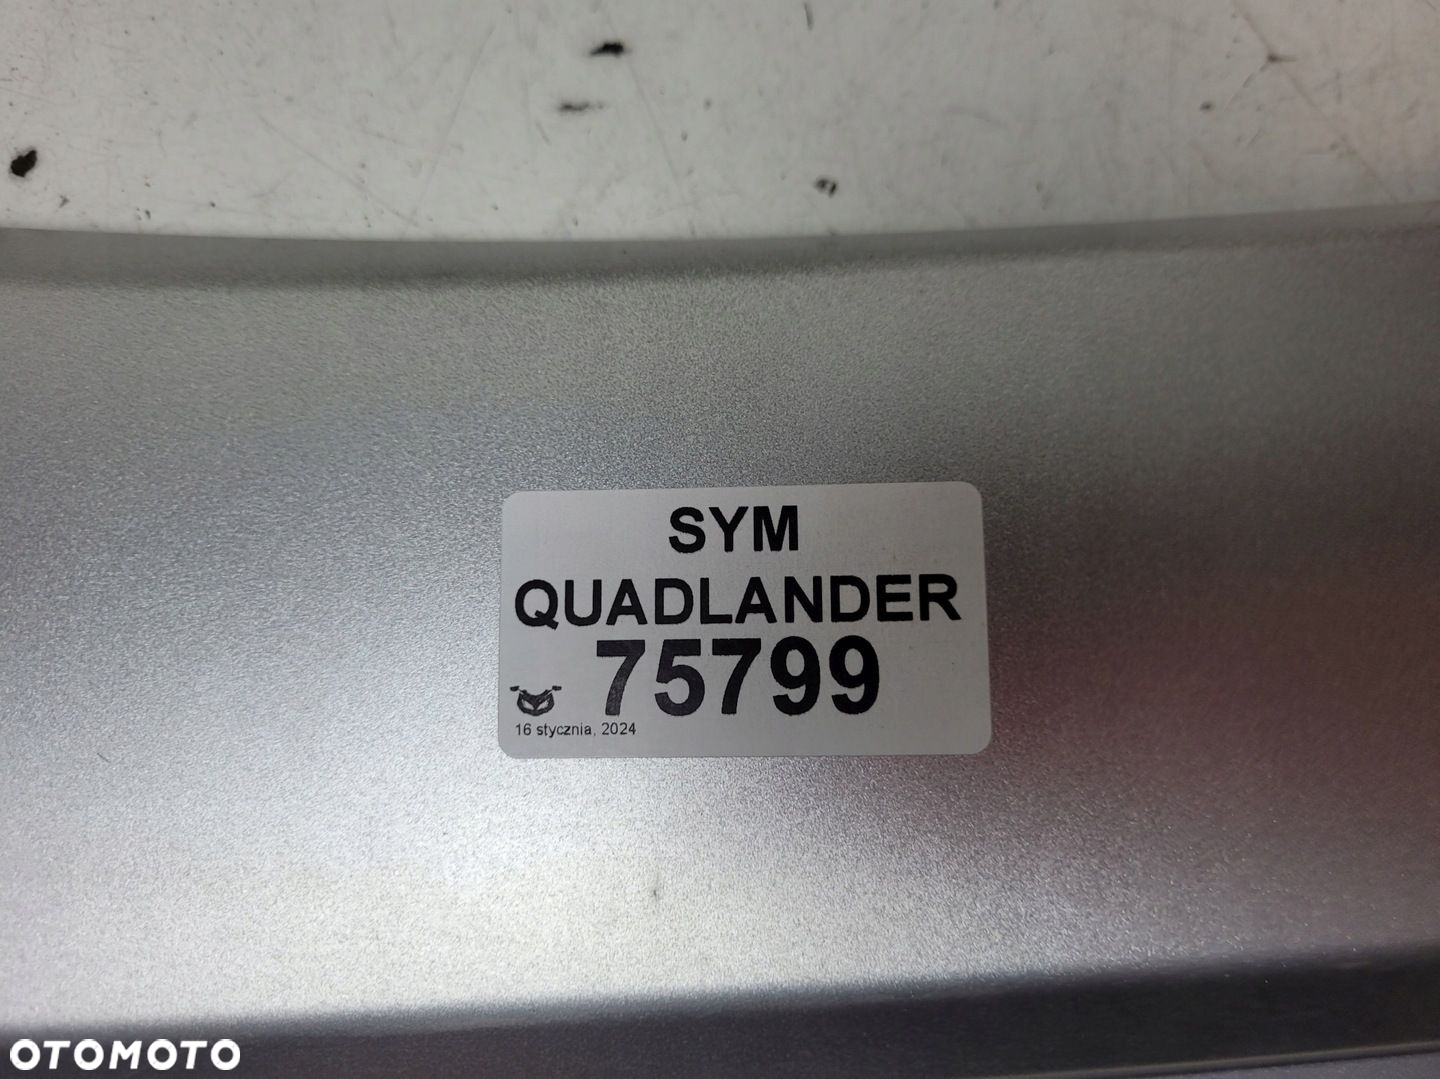 SYM
QUADLANDER
75799
16 stycznia, 2024
OTOMOTO